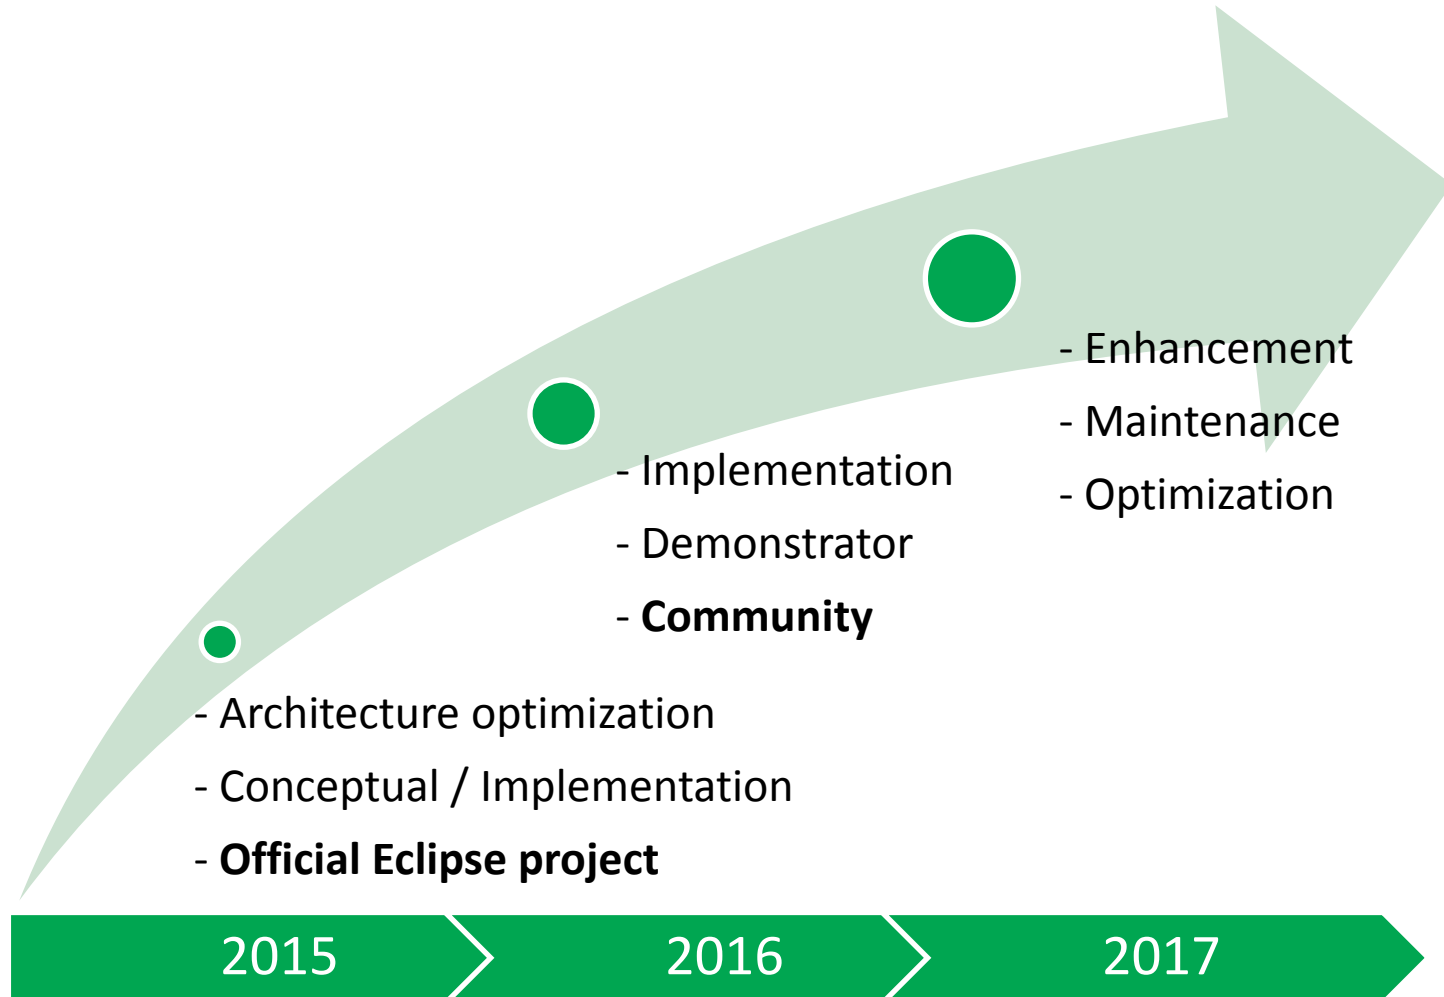 - Enhancement
- Maintenance
- Optimization
- Implementation
- Demonstrator
- Community
- Architecture optimization
- Conceptual / Implementation
- Official Eclipse project
2015
2016
2017